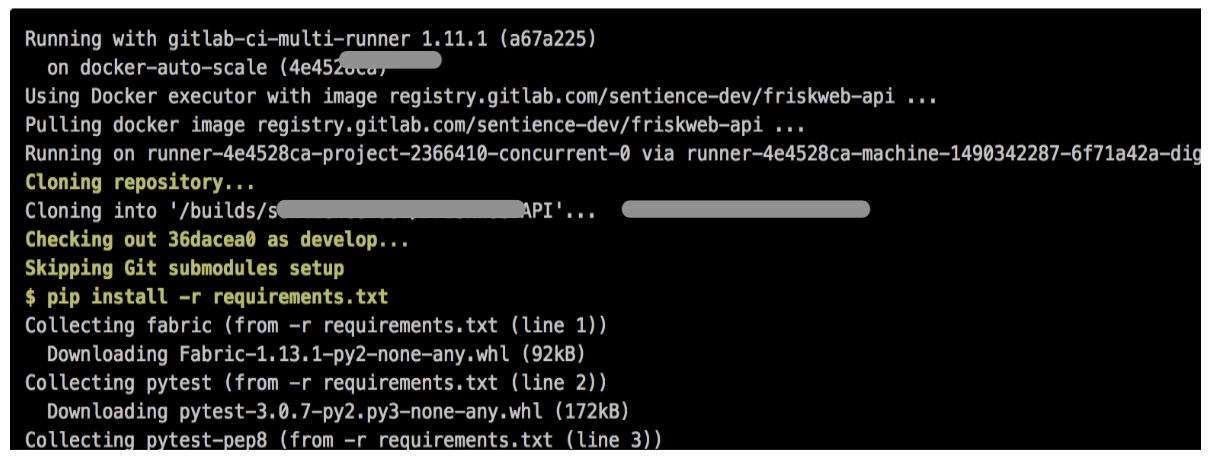 Running with gitlab-ci-multi-runner 1.11.1 (a67a225)
on docker-auto-scale (4e4528ca)
Using Docker executor with image registry.gitlab.com/sentience-dev/friskweb-api ...
Pulling docker image registry.gitlab.com/sentience-dev/friskweb-api ...
Running on runner-4e4528ca-project-2366410-concurrent-0 via runner-4e4528ca-machine-1490342287-6f71a42a-dig
Cloning repository...
Cloning into '/builds/s API'...
Checking out 36dacea0 as develop...
Skipping Git submodules setup
$ pip install -r requirements.txt
Collecting fabric (from -r requirements.txt (line 1))
Downloading Fabric-1.13.1-py2-none-any.whl (92kB)
Collecting pytest (from -r requirements.txt (line 2))
Downloading pytest-3.0.7-py2.py3-none-any.whl (172kB)
Collecting pytest-pep8 (from -r requirements.txt (line 3))